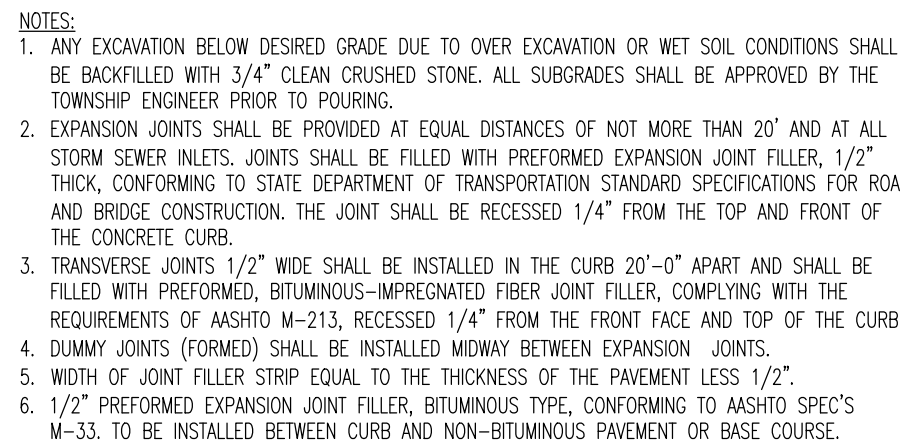 NOTES:
1. ANY EXCAVATION BELOW DESIRED GRADE DUE TO OVER EXCAVATION OR WET SOIL CONDITIONS SHALL
BE BACKFILLED WITH 3/4" CLEAN CRUSHED STONE. ALL SUBGRADES SHALL BE APPROVED BY THE
TOWNSHIP ENGINEER PRIOR TO POURING.
2. EXPANSION JOINTS SHALL BE PROVIDED AT EQUAL DISTANCES OF NOT MORE THAN 20' AND AT ALL
STORM SEWER INLETS. JOINTS SHALL BE FILLED WITH PREFORMED EXPANSION JOINT FILLER, 1/2"
THICK, CONFORMING TO STATE DEPARTMENT OF TRANSPORTATION STANDARD SPECIFICATIONS FOR ROA
AND BRIDGE CONSTRUCTION. THE JOINT SHALL BE RECESSED 1/4" FROM THE TOP AND FRONT OF
THE CONCRETE CURB.
3. TRANSVERSE JOINTS 1/2" WIDE SHALL BE INSTALLED IN THE CURB 20'-0" APART AND SHALL BE
FILLED WITH PREFORMED, BITUMINOUS-IMPREGNATED FIBER JOINT FILLER, COMPLYING WITH THE
REQUIREMENTS OF AASHTO M-213, RECESSED 1/4" FROM THE FRONT FACE AND TOP OF THE CURB
4. DUMMY JOINTS (FORMED) SHALL BE INSTALLED MIDWAY BETWEEN EXPANSION JOINTS.
5. WIDTH OF JOINT FILLER STRIP EQUAL TO THE THICKNESS OF THE PAVEMENT LESS 1/2".
6. 1/2" PREFORMED EXPANSION JOINT FILLER, BITUMINOUS TYPE, CONFORMING TO AASHTO SPEC'S
M-33. TO BE INSTALLED BETWEEN CURB AND NON-BITUMINOUS PAVEMENT OR BASE COURSE.